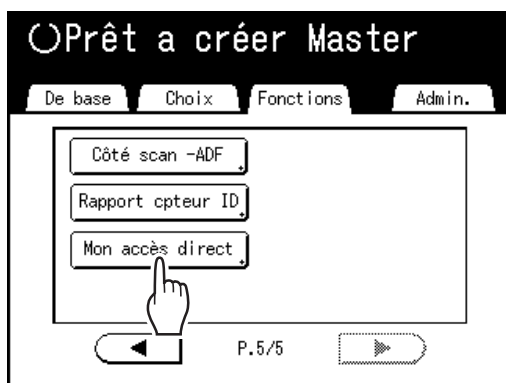 Prêt a créer Master
De base Choix Fonctions Admin.
Côté scan -ADF
Rapport cpteur ID
Mon accès direct
P.5/5